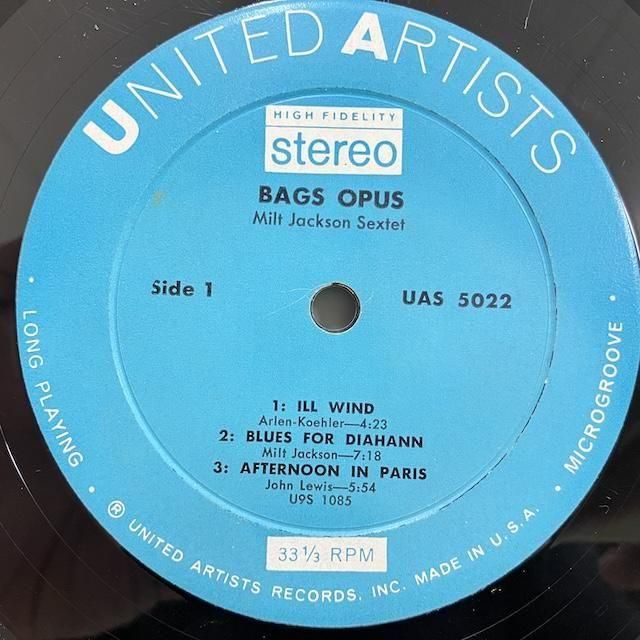 UNITED ARTISTS
HIGH FIDELITY
stereo
BAGS OPUS
Milt Jackson Sextet
Side 1
UAS 5022
1: ILL WIND
Arlen-Koehler—4:23
2: BLUES FOR DIAHANN
Milt Jackson—7:18
3: AFTERNOON IN PARIS
John Lewis—5:54
U9S 1085
33 1/3 RPM
· LONG PLAYING ·
® UNITED ARTISTS RECORDS, INC. MADE IN U.S.A.
· MICROGROOVE ·